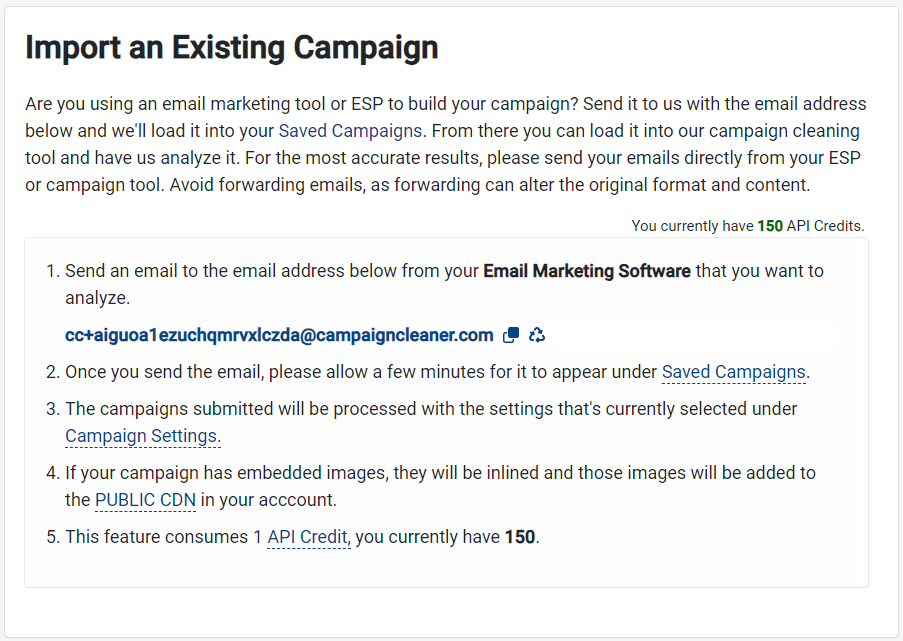 Import an Existing Campaign
Are you using an email marketing tool or ESP to build your campaign? Send it to us with the email address
below and we'll load it into your Saved Campaigns. From there you can load it into our campaign cleaning
tool and have us analyze it. For the most accurate results, please send your emails directly from your ESP
or campaign tool. Avoid forwarding emails, as forwarding can alter the original format and content.
You currently have 150 API Credits.
1. Send an email to the email address below from your Email Marketing Software that you want to
analyze.
cc+aiguoa1ezuchqmrvxlczda@campaigncleaner.com
2. Once you send the email, please allow a few minutes for it to appear under Saved Campaigns.
3. The campaigns submitted will be processed with the settings that's currently selected under
Campaign Settings.
4. If your campaign has embedded images, they will be inlined and those images will be added to
the PUBLIC CDN in your acccount.
5. This feature consumes 1 API Credit, you currently have 150.